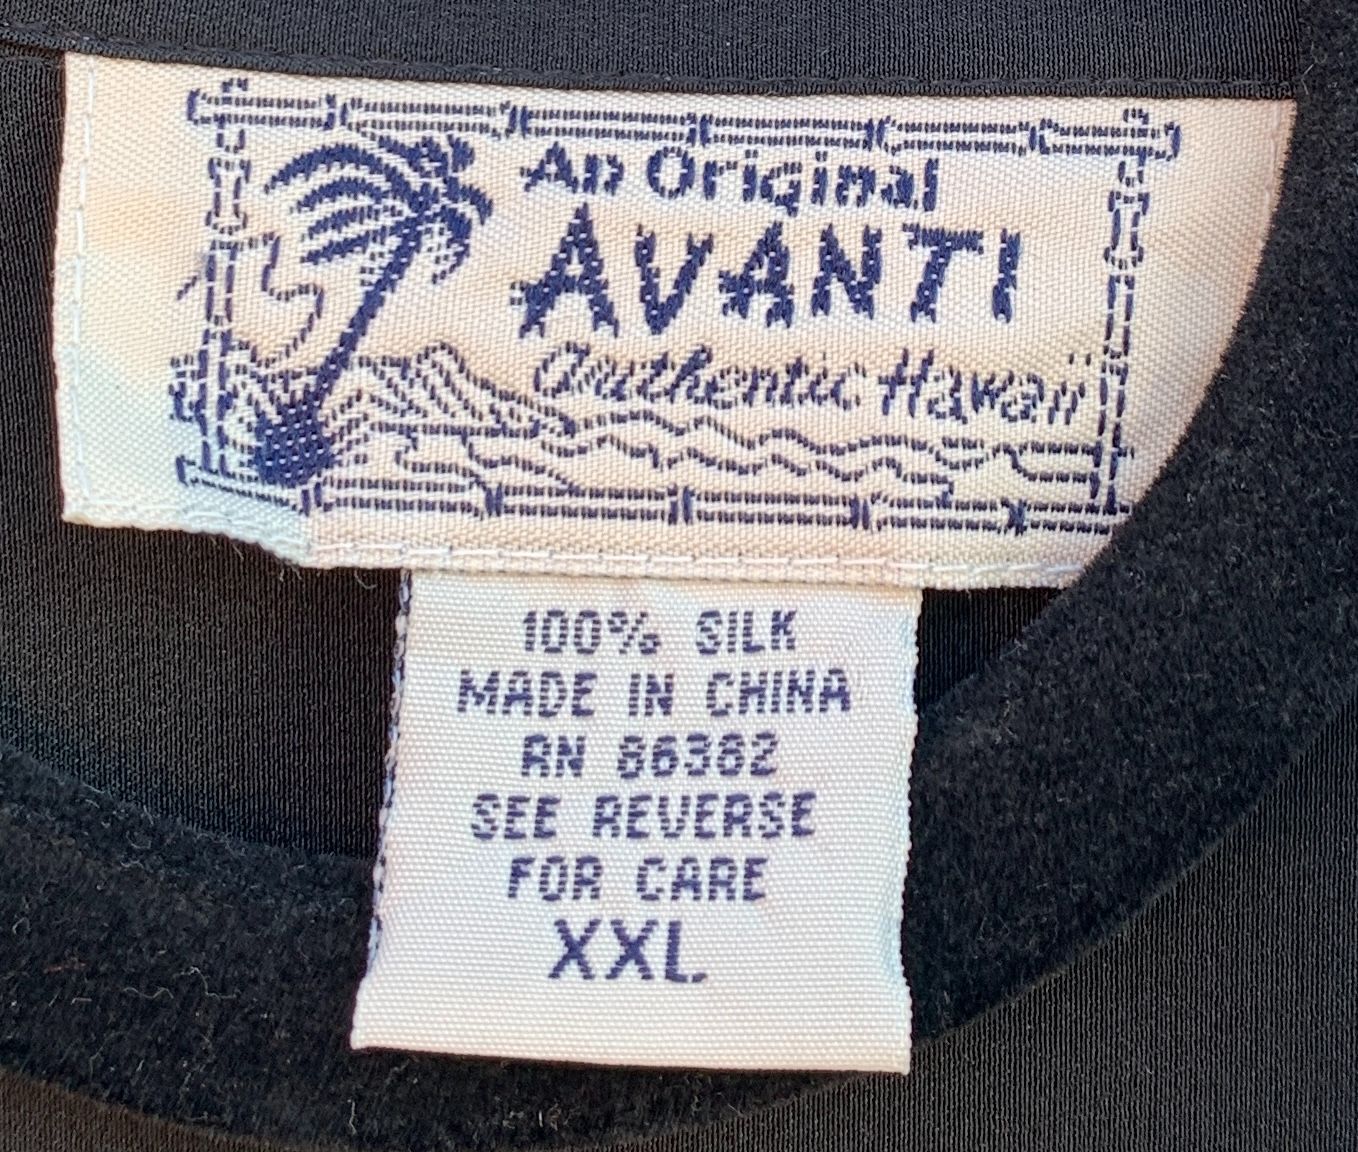 An Original
AVANTI
authentic Hawaii
100% SILK
MADE IN CHINA
RN 86382
SEE REVERSE
FOR CARE
XXL